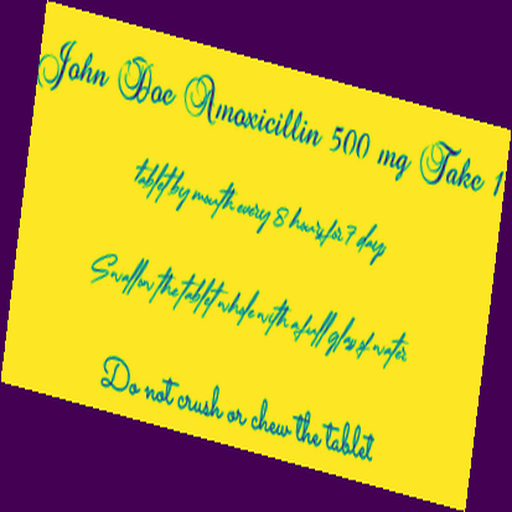 John Doe Amoxicillin 500 mg Take 1
tablet by mouth every 8 hours for 7 days
Swallow the tablet whole with a full glass of water
Do not crush or chew the tablet